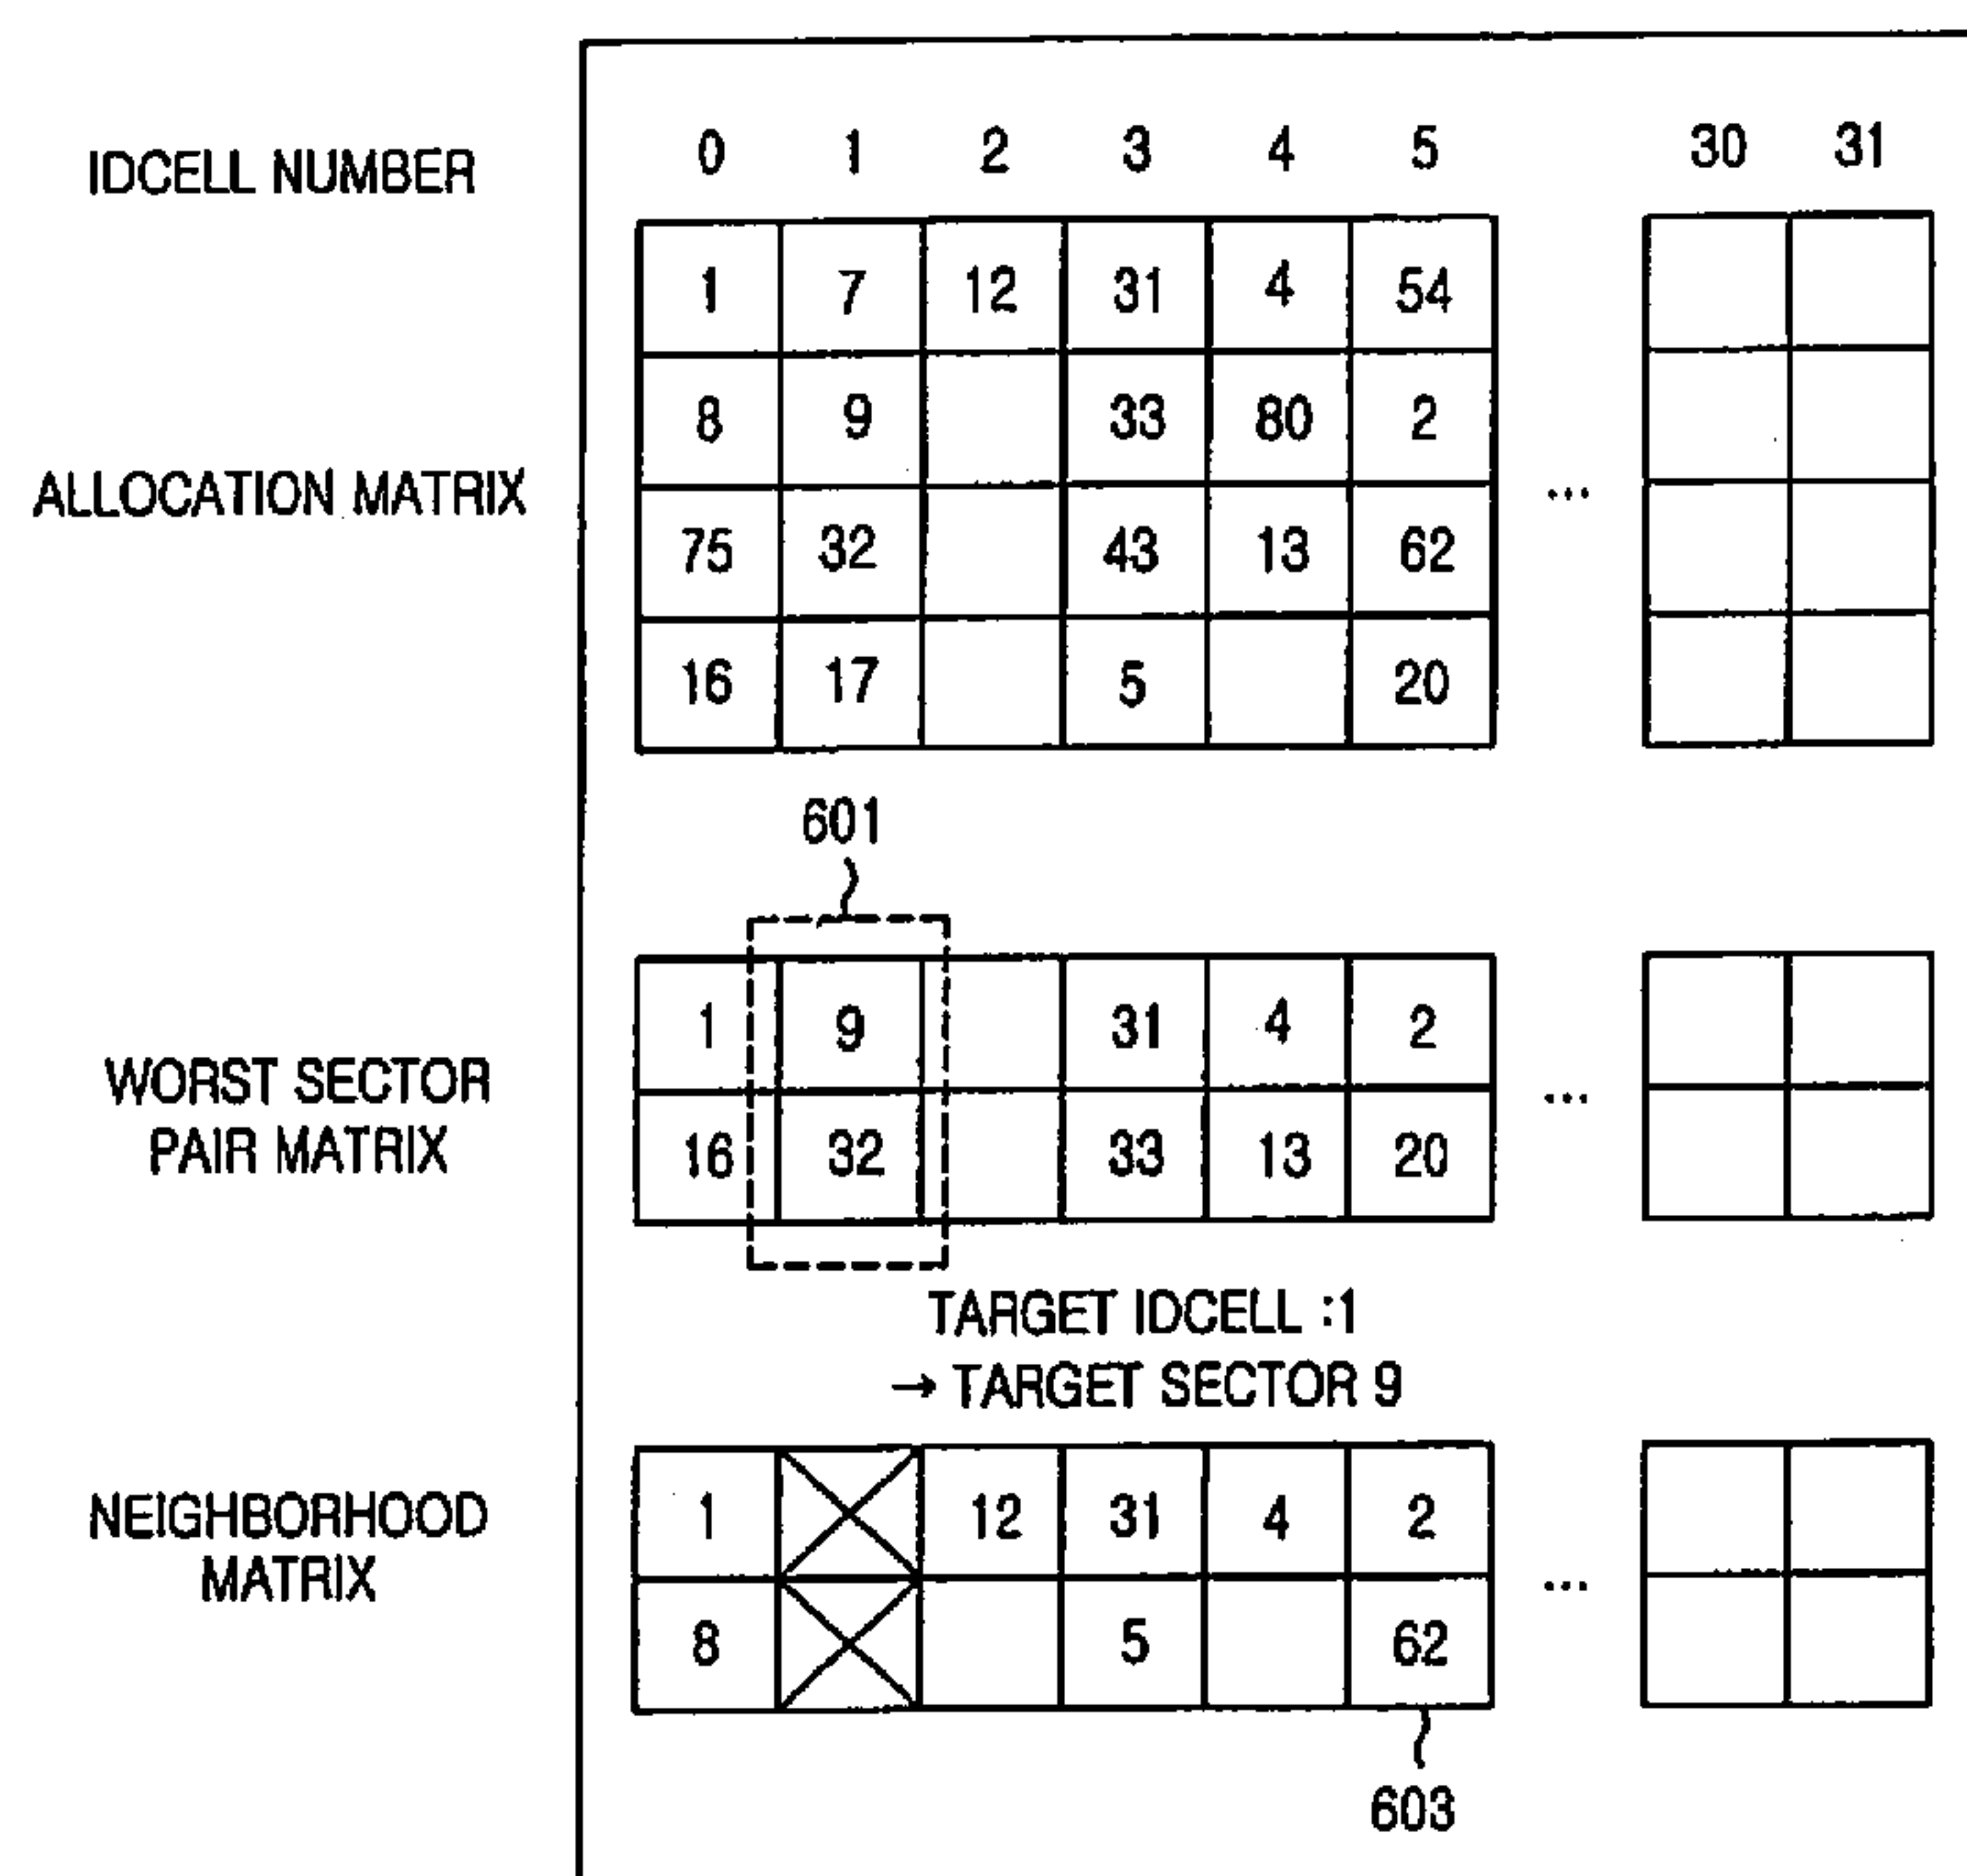 IDCELL NUMBER 0 1 2 3 4 5 30 31
1 7 12 31 4 54
8 9 33 80 2
ALLOCATION MATRIX ...
75 32 43 13 62
16 17 5 20
601
1 9 31 4 2
WORST SECTOR
PAIR MATRIX ...
16 32 33 13 20
TARGET IDCELL :1
→ TARGET SECTOR 9
1 12 31 4 2
NEIGHBORHOOD
MATRIX ...
8 5 62
603